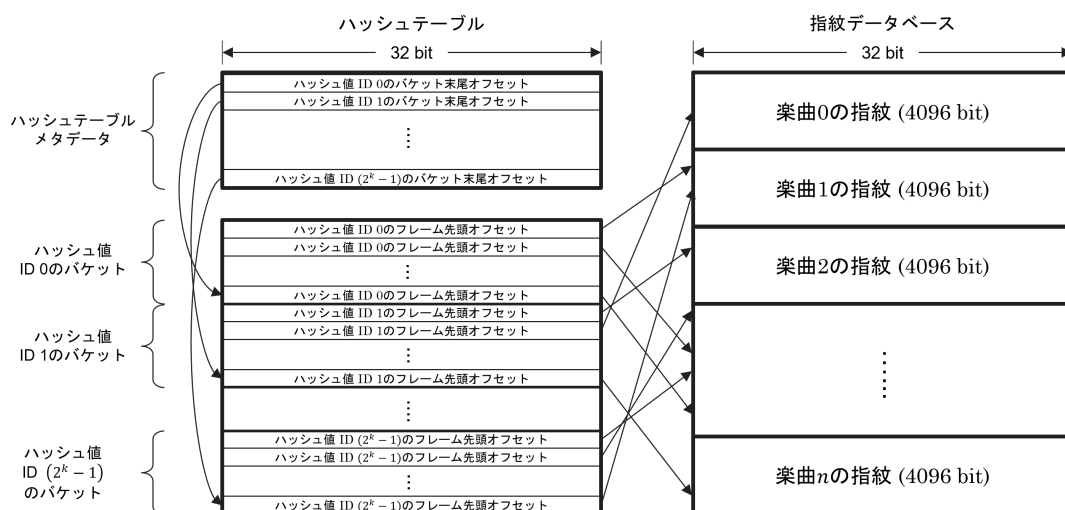 ハッシュテーブル
32 bit
ハッシュテーブル
メタデータ
ハッシュ値 ID 0のバケット末尾オフセット
ハッシュ値 ID 1のバケット末尾オフセット
⋮
ハッシュ値 ID (2^k − 1)のバケット末尾オフセット
ハッシュ値
ID 0のバケット
ハッシュ値 ID 0のフレーム先頭オフセット
ハッシュ値 ID 0のフレーム先頭オフセット
⋮
ハッシュ値 ID 0のフレーム先頭オフセット
ハッシュ値
ID 1のバケット
ハッシュ値 ID 1のフレーム先頭オフセット
ハッシュ値 ID 1のフレーム先頭オフセット
⋮
ハッシュ値 ID 1のフレーム先頭オフセット
⋮
ハッシュ値
ID (2^k − 1)
のバケット
ハッシュ値 ID (2^k − 1)のフレーム先頭オフセット
ハッシュ値 ID (2^k − 1)のフレーム先頭オフセット
⋮
ハッシュ値 ID (2^k − 1)のフレーム先頭オフセット
指紋データベース
32 bit
楽曲0の指紋 (4096 bit)
楽曲1の指紋 (4096 bit)
楽曲2の指紋 (4096 bit)
⋮
楽曲nの指紋 (4096 bit)